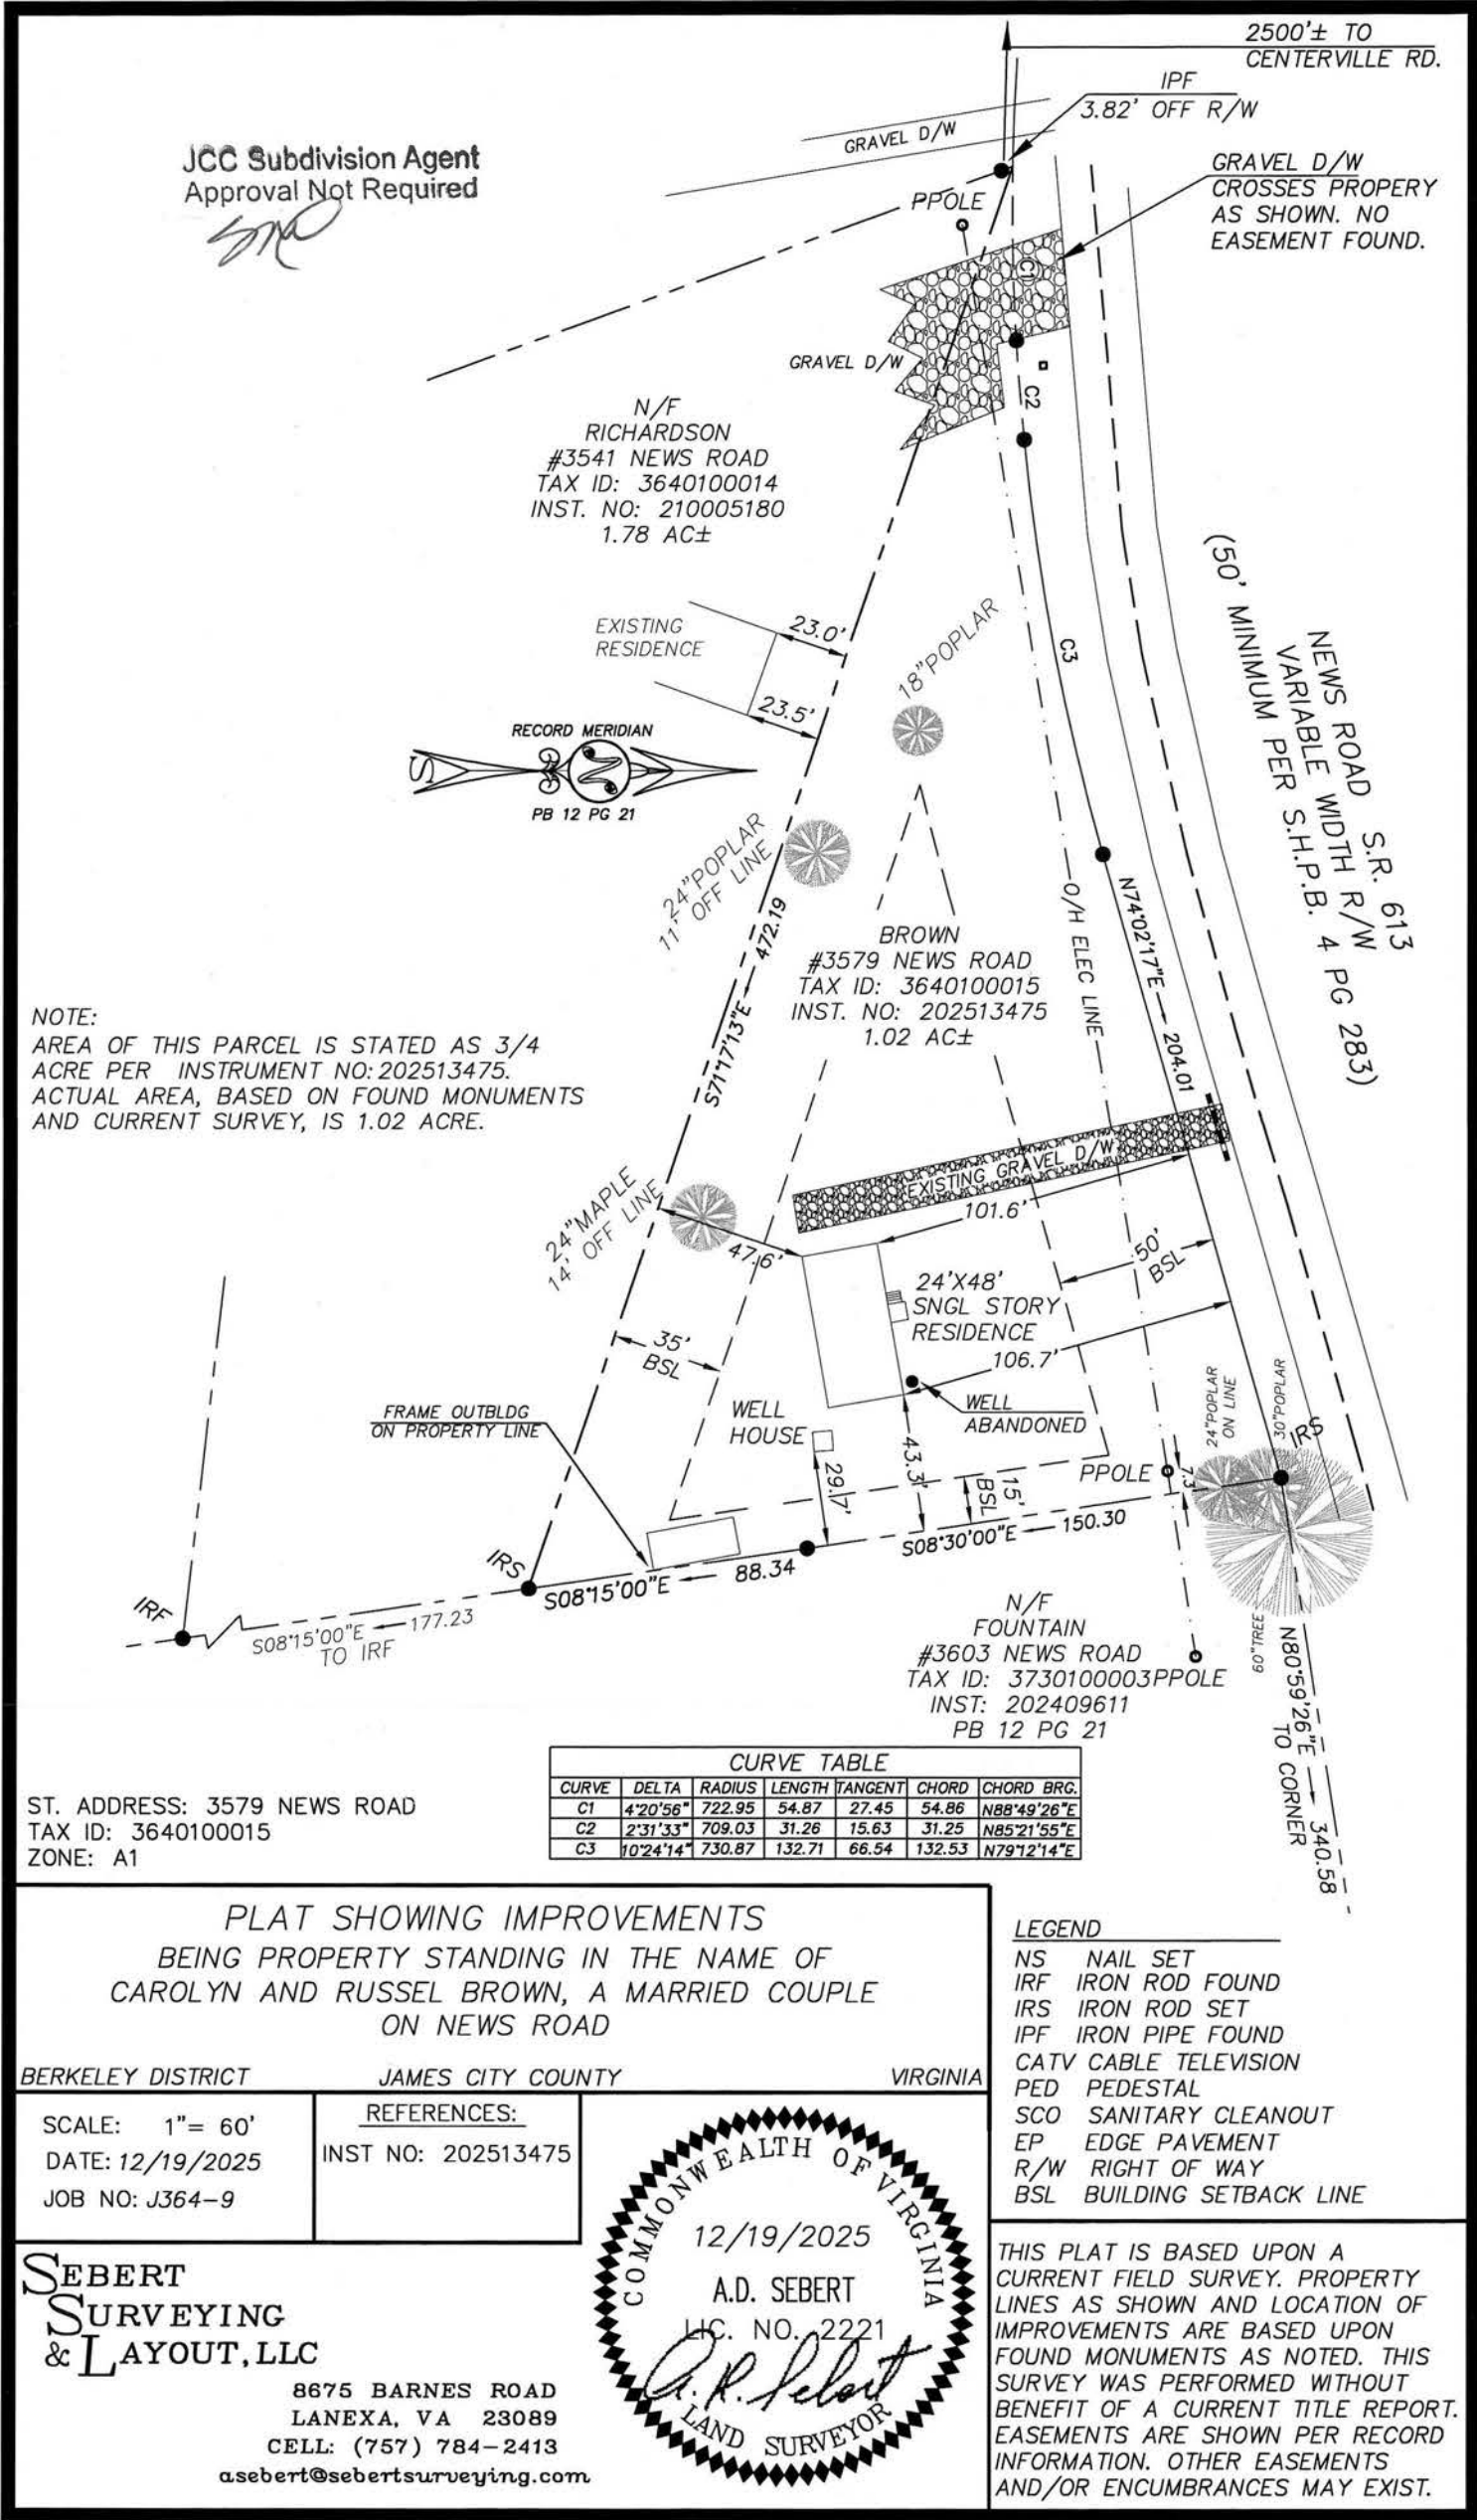 2500'± TO
CENTERVILLE RD.
IPF
3.82' OFF R/W
GRAVEL D/W
JCC Subdivision Agent
Approval Not Required
PPOLE
GRAVEL D/W
CROSSES PROPERY
AS SHOWN. NO
EASEMENT FOUND.
C1
GRAVEL D/W
C2
N/F
RICHARDSON
#3541 NEWS ROAD
TAX ID: 3640100014
INST. NO: 210005180
1.78 AC±
EXISTING
RESIDENCE
23.0'
23.5'
18"POPLAR
C3
NEWS ROAD S.R. 613
VARIABLE WIDTH R/W
(50' MINIMUM PER S.H.P.B. 4 PG 283)
RECORD MERIDIAN
S
N
PB 12 PG 21
24"POPLAR
11' OFF LINE
S71°17'13"E 472.19
BROWN
#3579 NEWS ROAD
TAX ID: 3640100015
INST. NO: 202513475
1.02 AC±
O/H ELEC LINE
N74°02'17"E 204.01
NOTE:
AREA OF THIS PARCEL IS STATED AS 3/4
ACRE PER INSTRUMENT NO: 202513475.
ACTUAL AREA, BASED ON FOUND MONUMENTS
AND CURRENT SURVEY, IS 1.02 ACRE.
EXISTING GRAVEL D/W
101.6'
24"MAPLE
14' OFF LINE
47.6'
50'
BSL
24'X48'
SNGL STORY
RESIDENCE
106.7'
35'
BSL
WELL
ABANDONED
FRAME OUTBLDG
ON PROPERTY LINE
WELL
HOUSE
29.7'
43.3'
15'
BSL
PPOLE
7.3'
24"POPLAR
ON LINE
30"POPLAR
IRS
S08°30'00"E 150.30
IRS
S08°15'00"E 88.34
IRF
S08°15'00"E 177.23
TO IRF
N/F
FOUNTAIN
#3603 NEWS ROAD
TAX ID: 3730100003
PPOLE
INST: 202409611
PB 12 PG 21
60"TREE
N80°59'26"E 340.58
TO CORNER
CURVE TABLE
CURVE DELTA RADIUS LENGTH TANGENT CHORD CHORD BRG.
C1 4°20'56" 722.95 54.87 27.45 54.86 N88°49'26"E
C2 2°31'33" 709.03 31.26 15.63 31.25 N85°21'55"E
C3 10°24'14" 730.87 132.71 66.54 132.53 N79°12'14"E
ST. ADDRESS: 3579 NEWS ROAD
TAX ID: 3640100015
ZONE: A1
PLAT SHOWING IMPROVEMENTS
BEING PROPERTY STANDING IN THE NAME OF
CAROLYN AND RUSSEL BROWN, A MARRIED COUPLE
ON NEWS ROAD
BERKELEY DISTRICT JAMES CITY COUNTY VIRGINIA
LEGEND
NS NAIL SET
IRF IRON ROD FOUND
IRS IRON ROD SET
IPF IRON PIPE FOUND
CATV CABLE TELEVISION
PED PEDESTAL
SCO SANITARY CLEANOUT
EP EDGE PAVEMENT
R/W RIGHT OF WAY
BSL BUILDING SETBACK LINE
SCALE: 1"= 60'
DATE: 12/19/2025
JOB NO: J364-9
REFERENCES:
INST NO: 202513475
COMMONWEALTH OF VIRGINIA
12/19/2025
A.D. SEBERT
LIC. NO. 2221
LAND SURVEYOR
SEBERT
SURVEYING
& LAYOUT, LLC
8675 BARNES ROAD
LANEXA, VA 23089
CELL: (757) 784-2413
asebert@sebertsurveying.com
THIS PLAT IS BASED UPON A
CURRENT FIELD SURVEY. PROPERTY
LINES AS SHOWN AND LOCATION OF
IMPROVEMENTS ARE BASED UPON
FOUND MONUMENTS AS NOTED. THIS
SURVEY WAS PERFORMED WITHOUT
BENEFIT OF A CURRENT TITLE REPORT.
EASEMENTS ARE SHOWN PER RECORD
INFORMATION. OTHER EASEMENTS
AND/OR ENCUMBRANCES MAY EXIST.